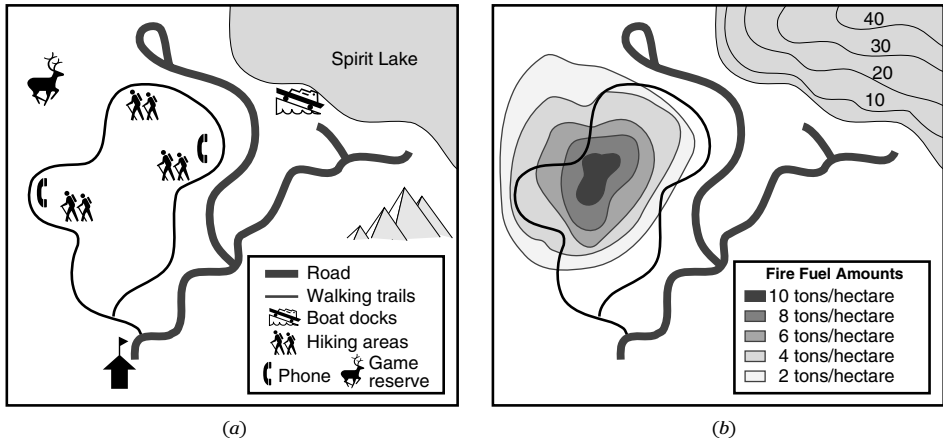 Spirit Lake
Road
Walking trails
Boat docks
Hiking areas
Phone
Game
reserve
(a)
40
30
20
10
Fire Fuel Amounts
10 tons/hectare
8 tons/hectare
6 tons/hectare
4 tons/hectare
2 tons/hectare
(b)